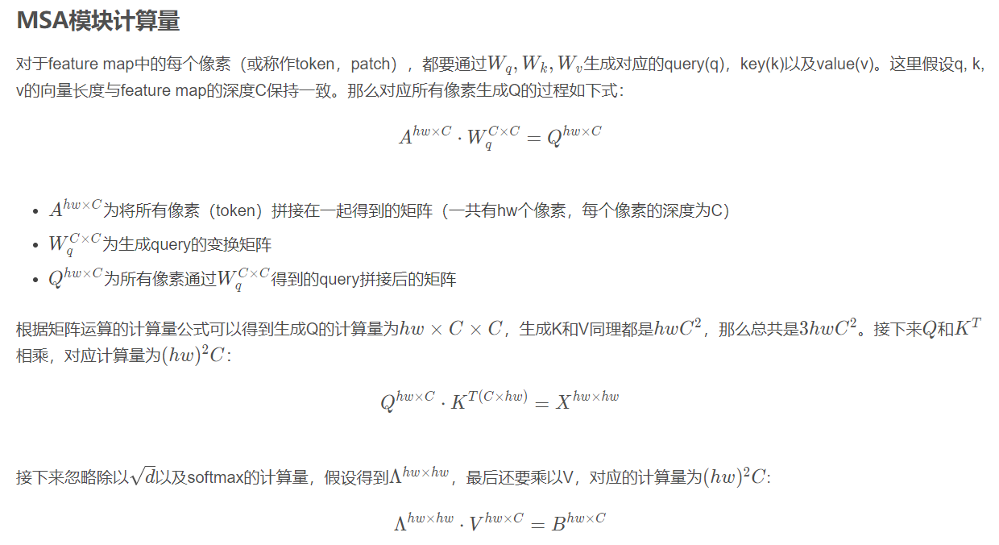 MSA模块计算量
对于feature map中的每个像素（或称作token，patch），都要通过$W_q, W_k, W_v$生成对应的query(q)，key(k)以及value(v)。这里假设q, k,
v的向量长度与feature map的深度C保持一致。那么对应所有像素生成Q的过程如下式：
$A^{hw \times C} \cdot W_q^{C \times C} = Q^{hw \times C}$
• $A^{hw \times C}$为将所有像素（token）拼接在一起得到的矩阵（一共有hw个像素，每个像素的深度为C）
• $W_q^{C \times C}$为生成query的变换矩阵
• $Q^{hw \times C}$为所有像素通过$W_q^{C \times C}$得到的query拼接后的矩阵
根据矩阵运算的计算量公式可以得到生成Q的计算量为$hw \times C \times C$，生成K和V同理都是$hwC^2$，那么总共是$3hwC^2$。接下来$Q$和$K^T$
相乘，对应计算量为$(hw)^2C$：
$Q^{hw \times C} \cdot K^{T(C \times hw)} = X^{hw \times hw}$
接下来忽略除以$\sqrt{d}$以及softmax的计算量，假设得到$\Lambda^{hw \times hw}$，最后还要乘以V，对应的计算量为$(hw)^2C$：
$\Lambda^{hw \times hw} \cdot V^{hw \times C} = B^{hw \times C}$